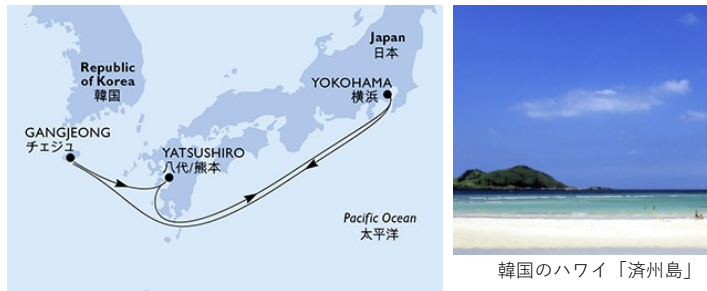 Japan
日本
Republic
of Korea
韓国
YOKOHAMA
横浜
GANGJEONG
チェジュ
YATSUSHIRO
八代/熊本
Pacific Ocean
太平洋
韓国のハワイ「済州島」